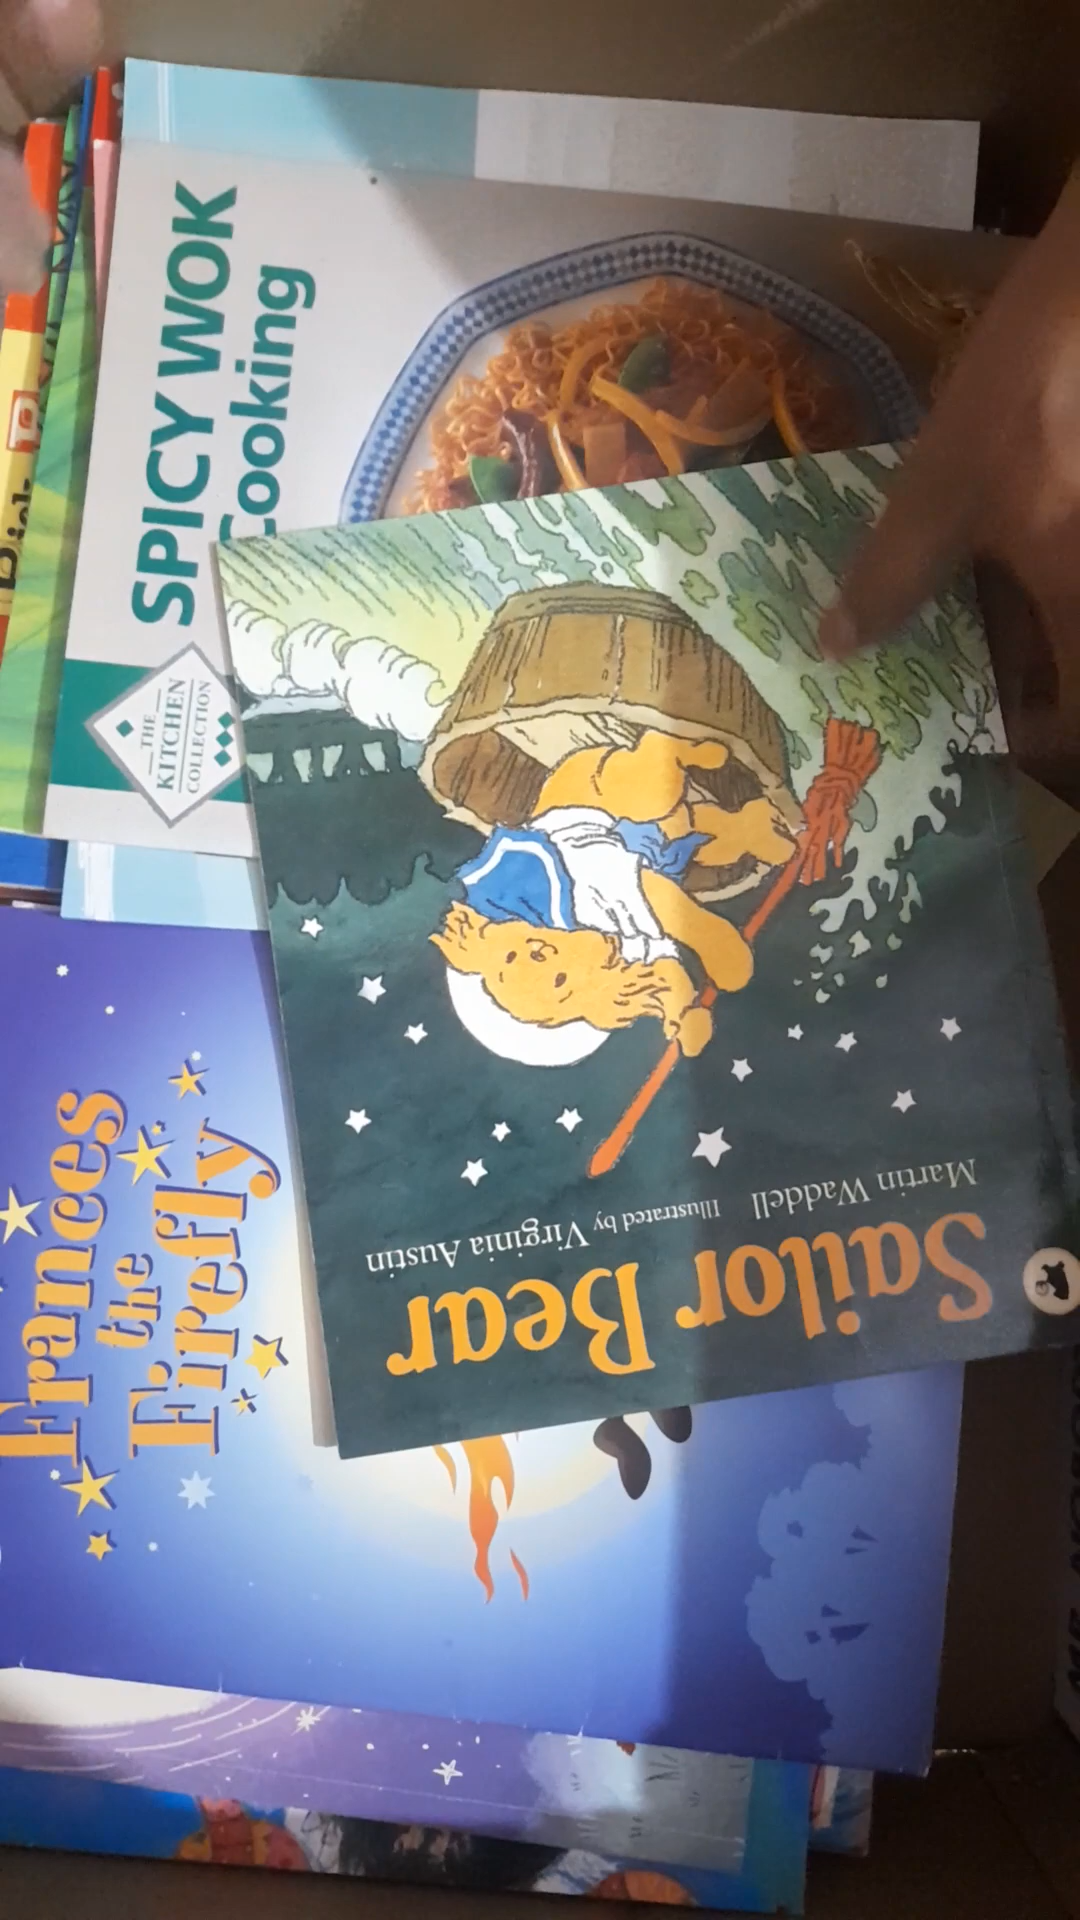 SPICY WOK
Cooking
THE
KITCHEN
COLLECTION
Sailor Bear
Martin Waddell Illustrated by Virginia Austin
Frances
the
Firefly